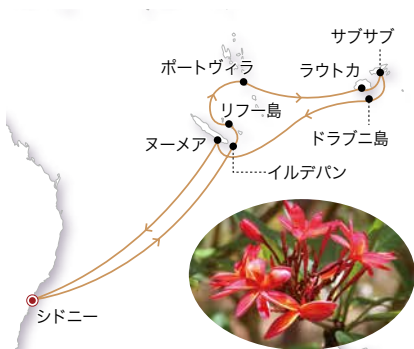 サブサブ
ポートヴィラ
ラウトカ
リフー島
ヌーメア
ドラブニ島
イルデパン
シドニー